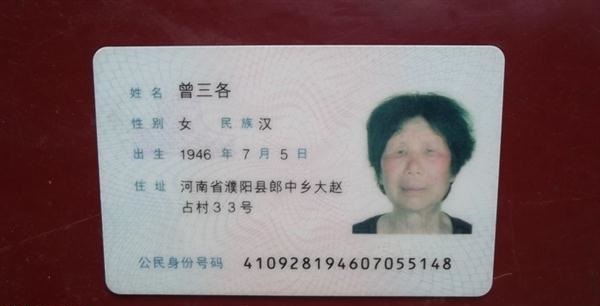 姓名 曾三各
性别 女 民族 汉
出生 1946 年 7 月 5 日
住址 河南省濮阳县郎中乡大赵
占村33号
公民身份号码 410928194607055148